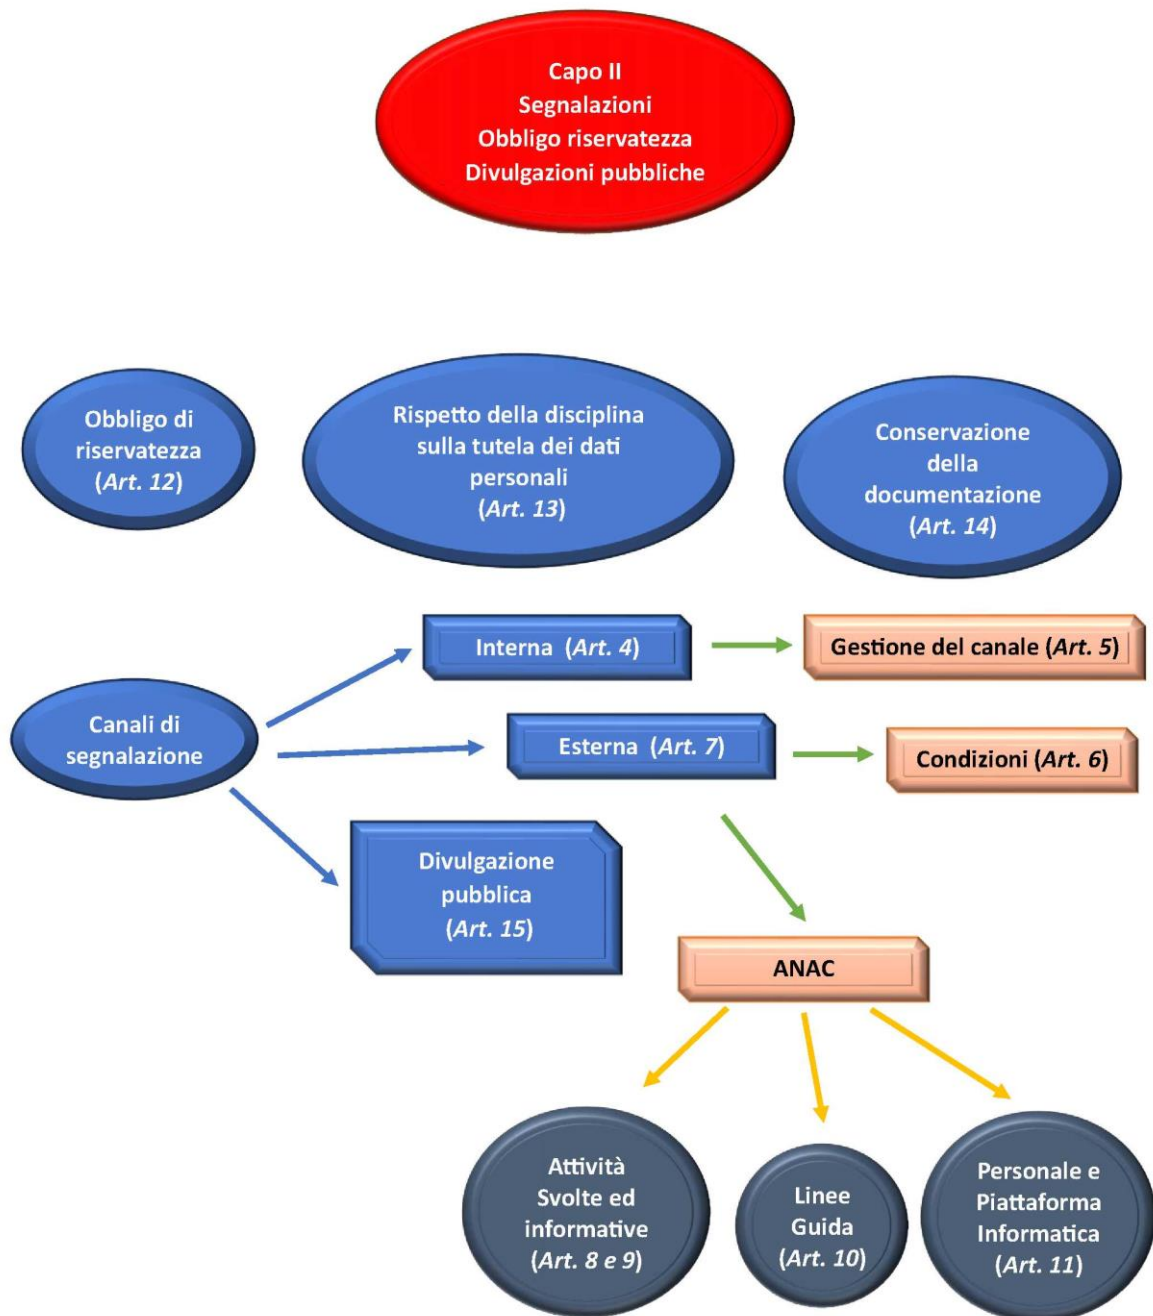 Capo II
Segnalazioni
Obbligo riservatezza
Divulgazioni pubbliche
Obbligo di
riservatezza
(Art. 12)
Rispetto della disciplina
sulla tutela dei dati
personali
(Art. 13)
Conservazione
della
documentazione
(Art. 14)
Canali di
segnalazione
Interna (Art. 4)
Gestione del canale (Art. 5)
Esterna (Art. 7)
Condizioni (Art. 6)
Divulgazione
pubblica
(Art. 15)
ANAC
Attività
Svolte ed
informative
(Art. 8 e 9)
Linee
Guida
(Art. 10)
Personale e
Piattaforma
Informatica
(Art. 11)